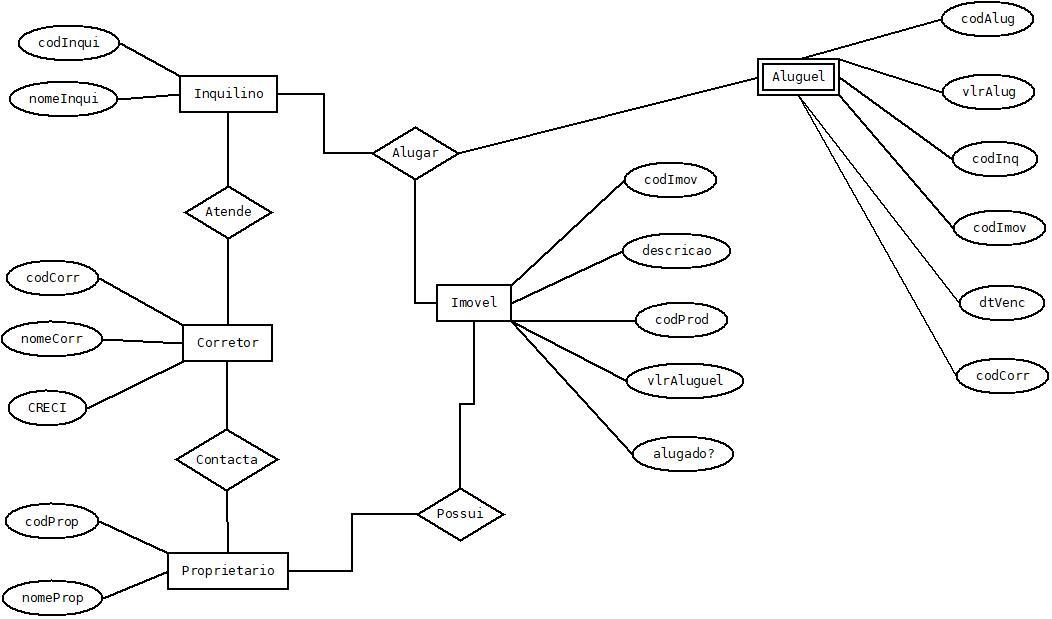 codAlug
codInqui
Aluguel
Inquilino
vlrAlug
nomeInqui
Alugar
codInq
codImov
Atende
codImov
descricao
codCorr
Imovel
dtVenc
codProd
nomeCorr
Corretor
codCorr
vlrAluguel
CRECI
alugado?
Contacta
Possui
codProp
Proprietario
nomeProp